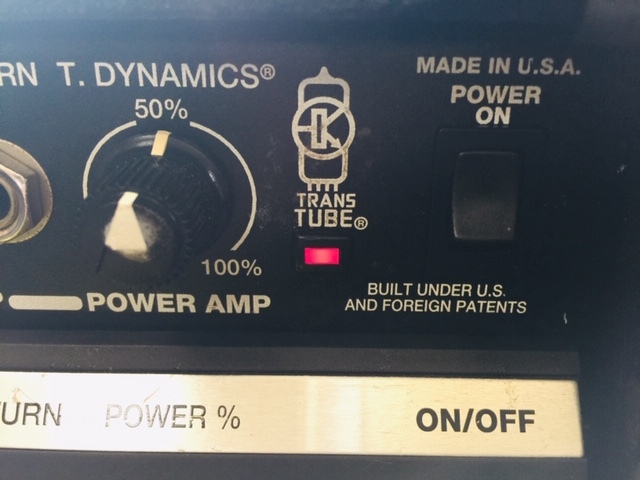 RN T. DYNAMICS®
50%
100%
POWER AMP
TRANS
TUBE®
MADE IN U.S.A.
POWER
ON
BUILT UNDER U.S.
AND FOREIGN PATENTS
URN POWER % ON/OFF